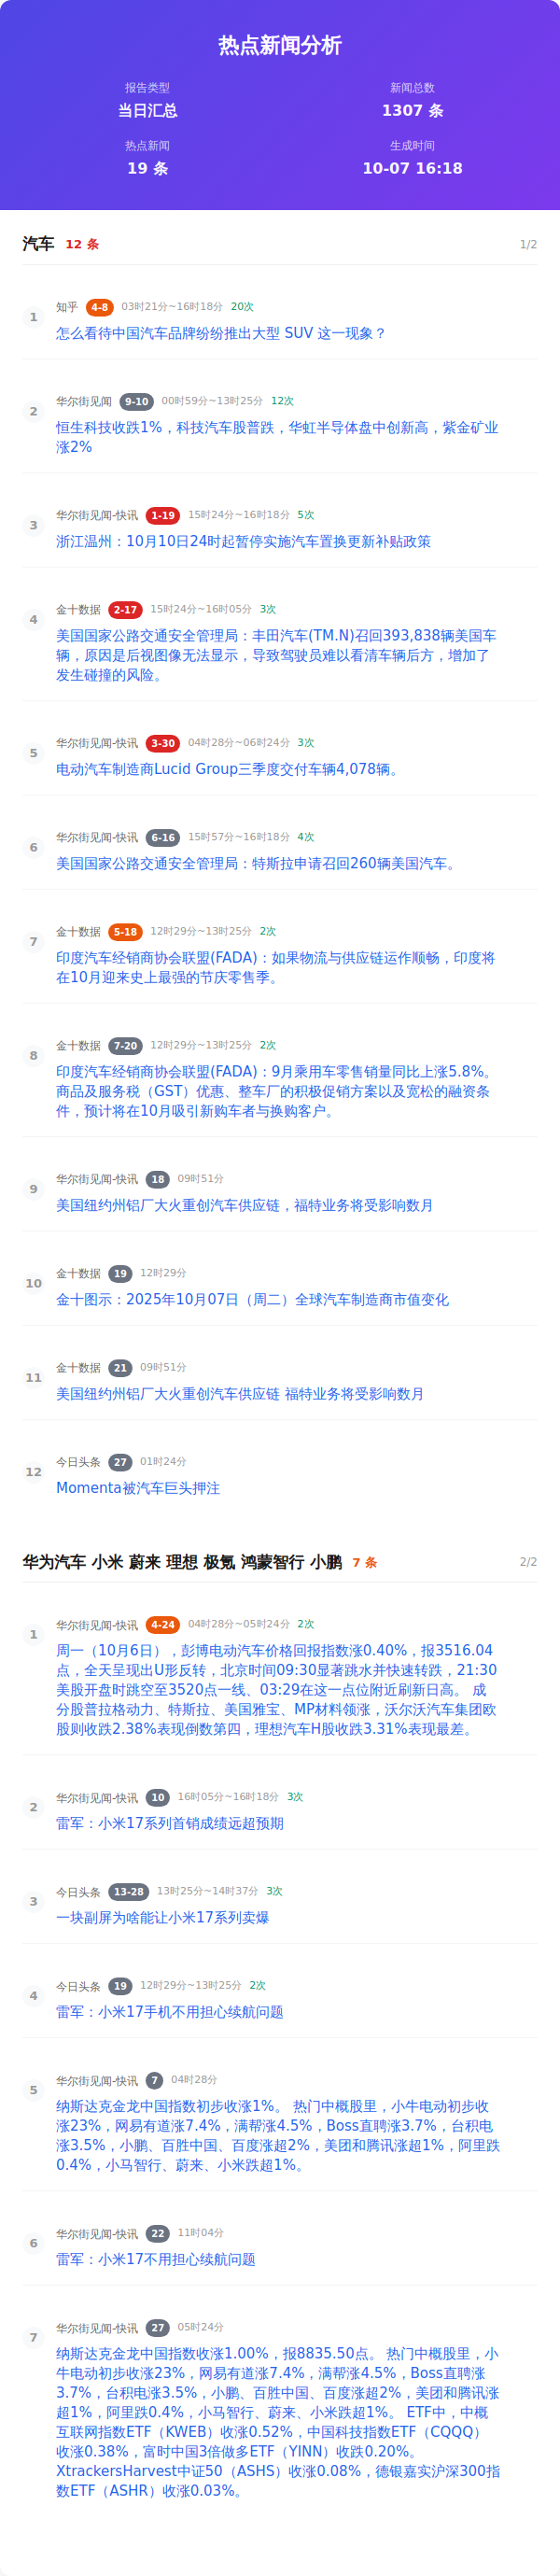 热点新闻分析
报告类型
新闻总数
当日汇总
1307 条
热点新闻
生成时间
19 条
10-07 16:18
汽车 12 条 1/2
1
知乎 4-8 03时21分~16时18分 20次
怎么看待中国汽车品牌纷纷推出大型 SUV 这一现象？
2
华尔街见闻 9-10 00时59分~13时25分 12次
恒生科技收跌1%，科技汽车股普跌，华虹半导体盘中创新高，紫金矿业
涨2%
3
华尔街见闻-快讯 1-19 15时24分~16时18分 5次
浙江温州：10月10日24时起暂停实施汽车置换更新补贴政策
4
金十数据 2-17 15时24分~16时05分 3次
美国国家公路交通安全管理局：丰田汽车(TM.N)召回393,838辆美国车
辆，原因是后视图像无法显示，导致驾驶员难以看清车辆后方，增加了
发生碰撞的风险。
5
华尔街见闻-快讯 3-30 04时28分~06时24分 3次
电动汽车制造商Lucid Group三季度交付车辆4,078辆。
6
华尔街见闻-快讯 6-16 15时57分~16时18分 4次
美国国家公路交通安全管理局：特斯拉申请召回260辆美国汽车。
7
金十数据 5-18 12时29分~13时25分 2次
印度汽车经销商协会联盟(FADA)：如果物流与供应链运作顺畅，印度将
在10月迎来史上最强的节庆零售季。
8
金十数据 7-20 12时29分~13时25分 2次
印度汽车经销商协会联盟(FADA)：9月乘用车零售销量同比上涨5.8%。
商品及服务税（GST）优惠、整车厂的积极促销方案以及宽松的融资条
件，预计将在10月吸引新购车者与换购客户。
9
华尔街见闻-快讯 18 09时51分
美国纽约州铝厂大火重创汽车供应链，福特业务将受影响数月
10
金十数据 19 12时29分
金十图示：2025年10月07日（周二）全球汽车制造商市值变化
11
金十数据 21 09时51分
美国纽约州铝厂大火重创汽车供应链 福特业务将受影响数月
12
今日头条 27 01时24分
Momenta被汽车巨头押注
华为汽车 小米 蔚来 理想 极氪 鸿蒙智行 小鹏 7 条 2/2
1
华尔街见闻-快讯 4-24 04时28分~05时24分 2次
周一（10月6日），彭博电动汽车价格回报指数涨0.40%，报3516.04
点，全天呈现出U形反转，北京时间09:30显著跳水并快速转跌，21:30
美股开盘时跳空至3520点一线、03:29在这一点位附近刷新日高。 成
分股普拉格动力、特斯拉、美国雅宝、MP材料领涨，沃尔沃汽车集团欧
股则收跌2.38%表现倒数第四，理想汽车H股收跌3.31%表现最差。
2
华尔街见闻-快讯 10 16时05分~16时18分 3次
雷军：小米17系列首销成绩远超预期
3
今日头条 13-28 13时25分~14时37分 3次
一块副屏为啥能让小米17系列卖爆
4
今日头条 19 12时29分~13时25分 2次
雷军：小米17手机不用担心续航问题
5
华尔街见闻-快讯 7 04时28分
纳斯达克金龙中国指数初步收涨1%。 热门中概股里，小牛电动初步收
涨23%，网易有道涨7.4%，满帮涨4.5%，Boss直聘涨3.7%，台积电
涨3.5%，小鹏、百胜中国、百度涨超2%，美团和腾讯涨超1%，阿里跌
0.4%，小马智行、蔚来、小米跌超1%。
6
华尔街见闻-快讯 22 11时04分
雷军：小米17不用担心续航问题
7
华尔街见闻-快讯 27 05时24分
纳斯达克金龙中国指数收涨1.00%，报8835.50点。 热门中概股里，小
牛电动初步收涨23%，网易有道涨7.4%，满帮涨4.5%，Boss直聘涨
3.7%，台积电涨3.5%，小鹏、百胜中国、百度涨超2%，美团和腾讯涨
超1%，阿里跌0.4%，小马智行、蔚来、小米跌超1%。 ETF中，中概
互联网指数ETF（KWEB）收涨0.52%，中国科技指数ETF（CQQQ）
收涨0.38%，富时中国3倍做多ETF（YINN）收跌0.20%。
XtrackersHarvest中证50（ASHS）收涨0.08%，德银嘉实沪深300指
数ETF（ASHR）收涨0.03%。